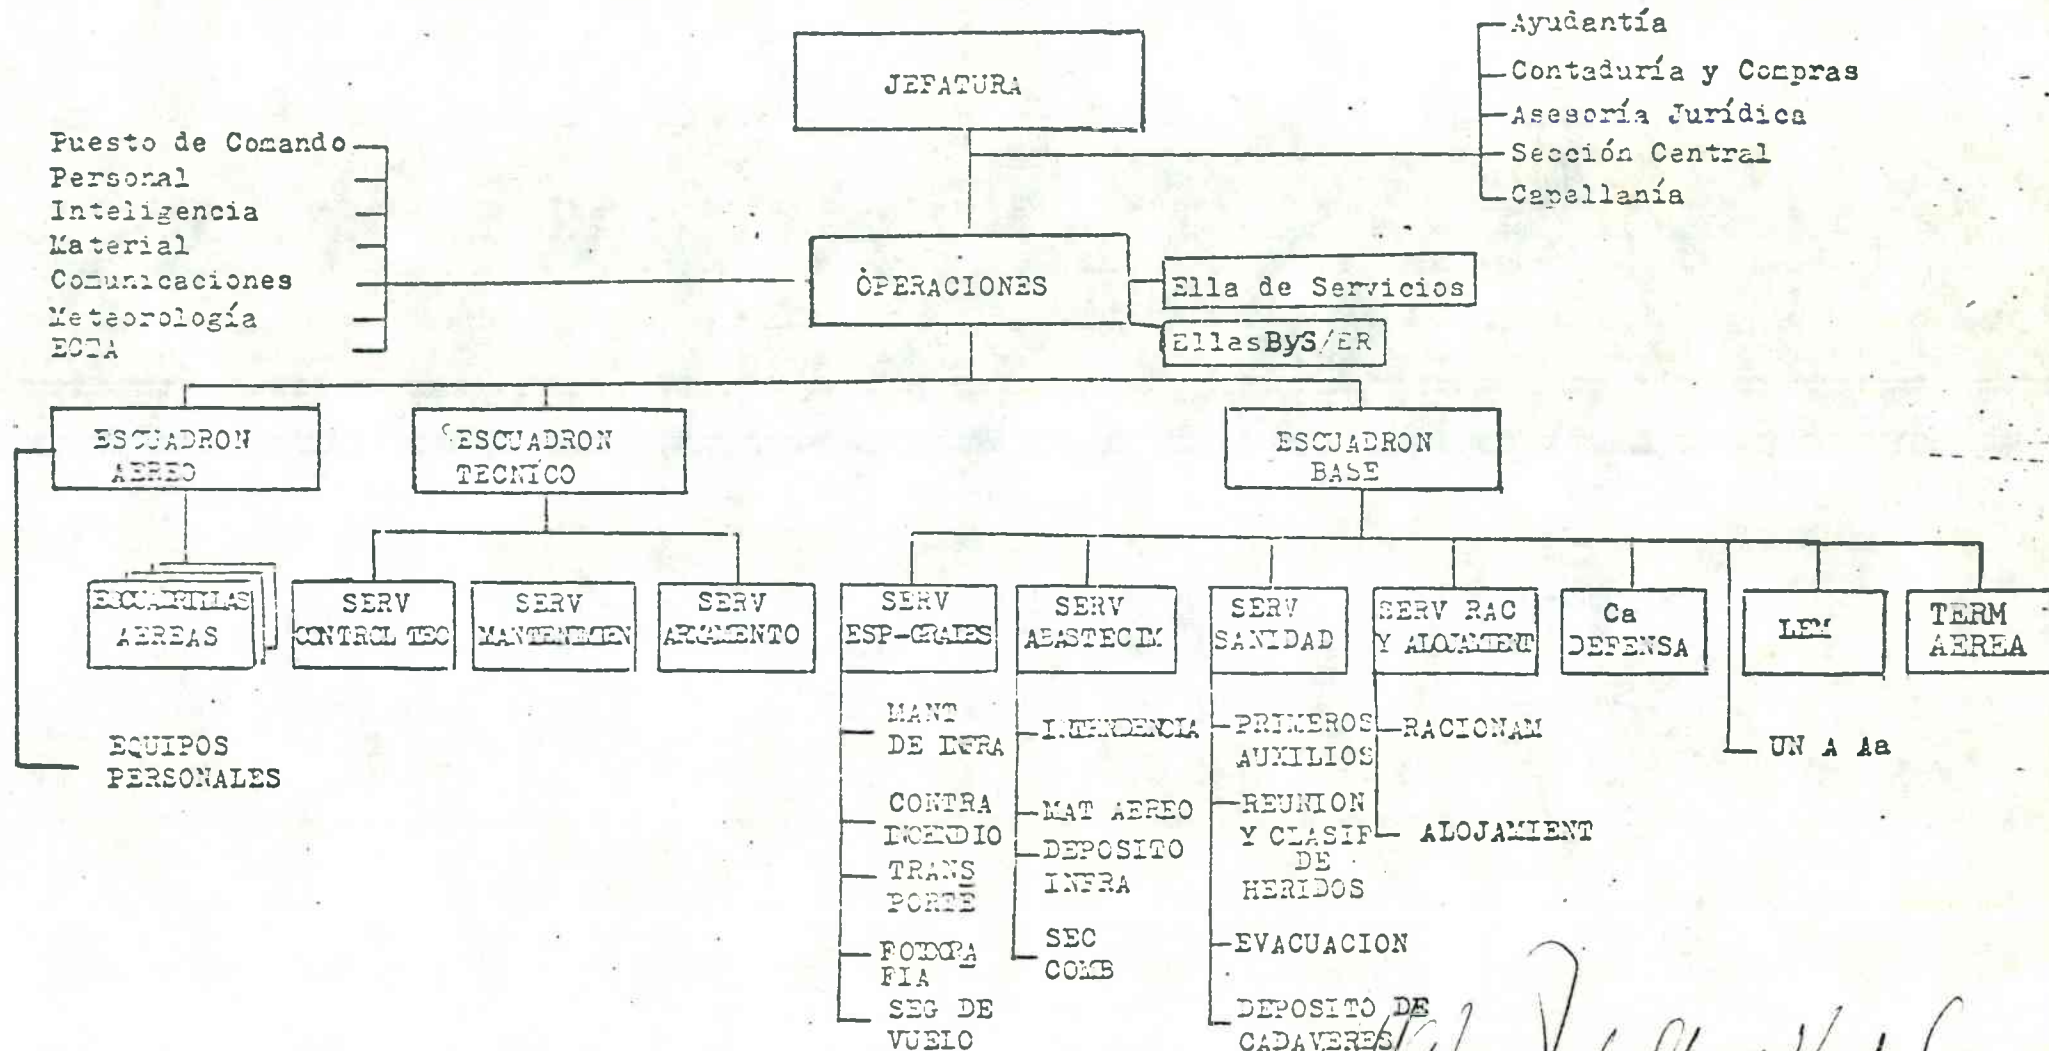 JEFATURA
Ayudantía
Contaduría y Compras
Asesoría Jurídica
Sección Central
Capellanía
Puesto de Comando
Personal
Inteligencia
Material
Comunicaciones
Meteorología
OPERACIONES
Ella de Servicios
EllasByS/ER
ESCUADRON
AEREO
ESCUADRON
TECNICO
ESCUADRON
BASE
ESCUADRILLAS
AEREAS
SERV
CONTROL TEC
SERV
MANTENIMIEN
SERV
ARMAMENTO
SERV
ESP-GRALES
SERV
ABASTECIM
SERV
SANIDAD
SERV RAC
Y ALOJAMIENT
Ca
DEFENSA
LEM
TERM
AEREA
EQUIPOS
PERSONALES
MANT
DE INFRA
CONTRA
INCENDIO
TRANS
PORTE
FOTOGRA
FIA
SEG DE
VUELO
INTENDENCIA
MAT AEREO
DEPOSITO
INFRA
SEC
COMB
PRIMEROS
AUXILIOS
REUNION
Y CLASIF
DE
HERIDOS
EVACUACION
DEPOSITO DE
CADAVERES
RACIONAM
ALOJAMIENT
UN A Aa